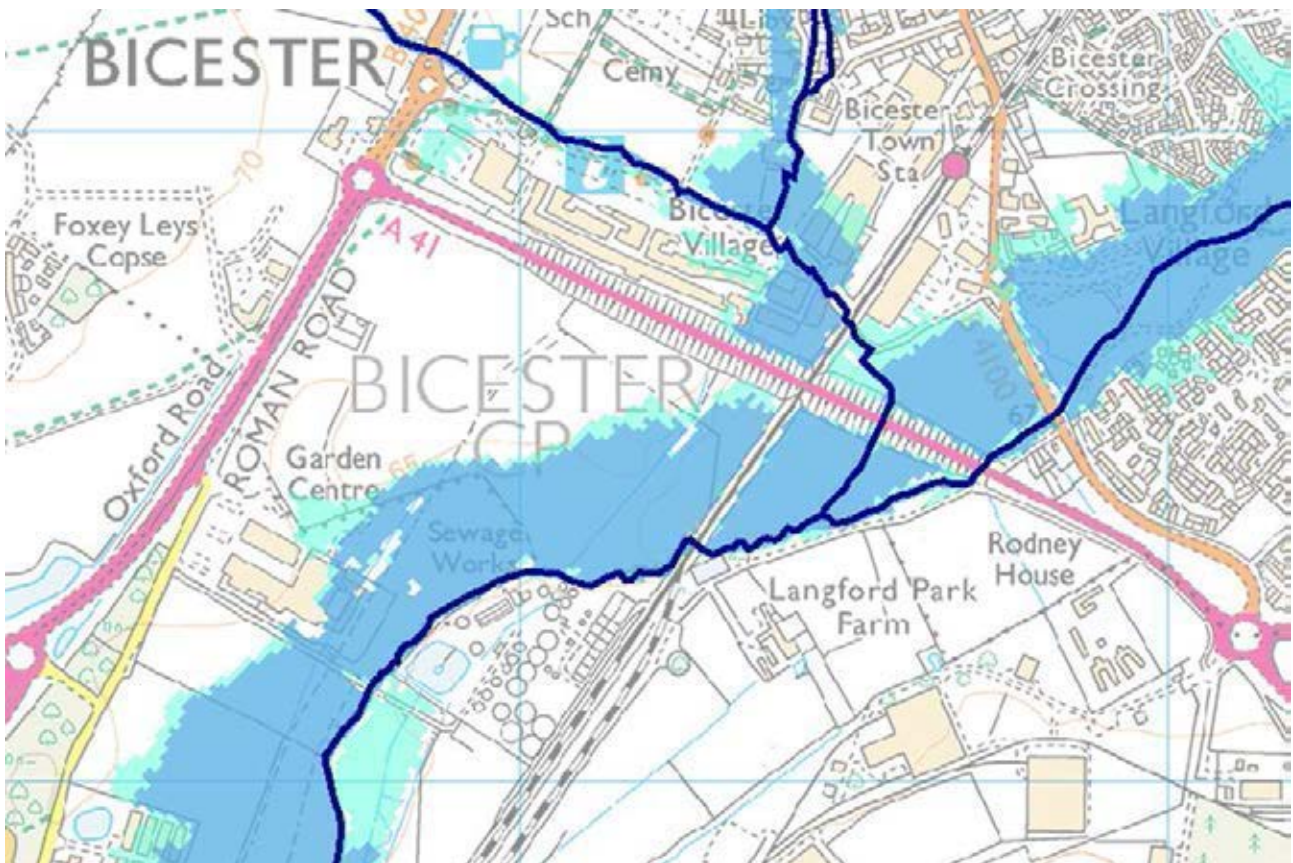 Sch
BICESTER
Cemy
Bicester
Crossing
Bicester
Town
Sta
70
Foxey Leys
Copse
A 41
Bicester
Village
Langford
Village
ROMAN ROAD
Oxford Road
BICESTER
CP
67
Garden
Centre
65
Sewage
Works
Rodney
House
Langford Park
Farm